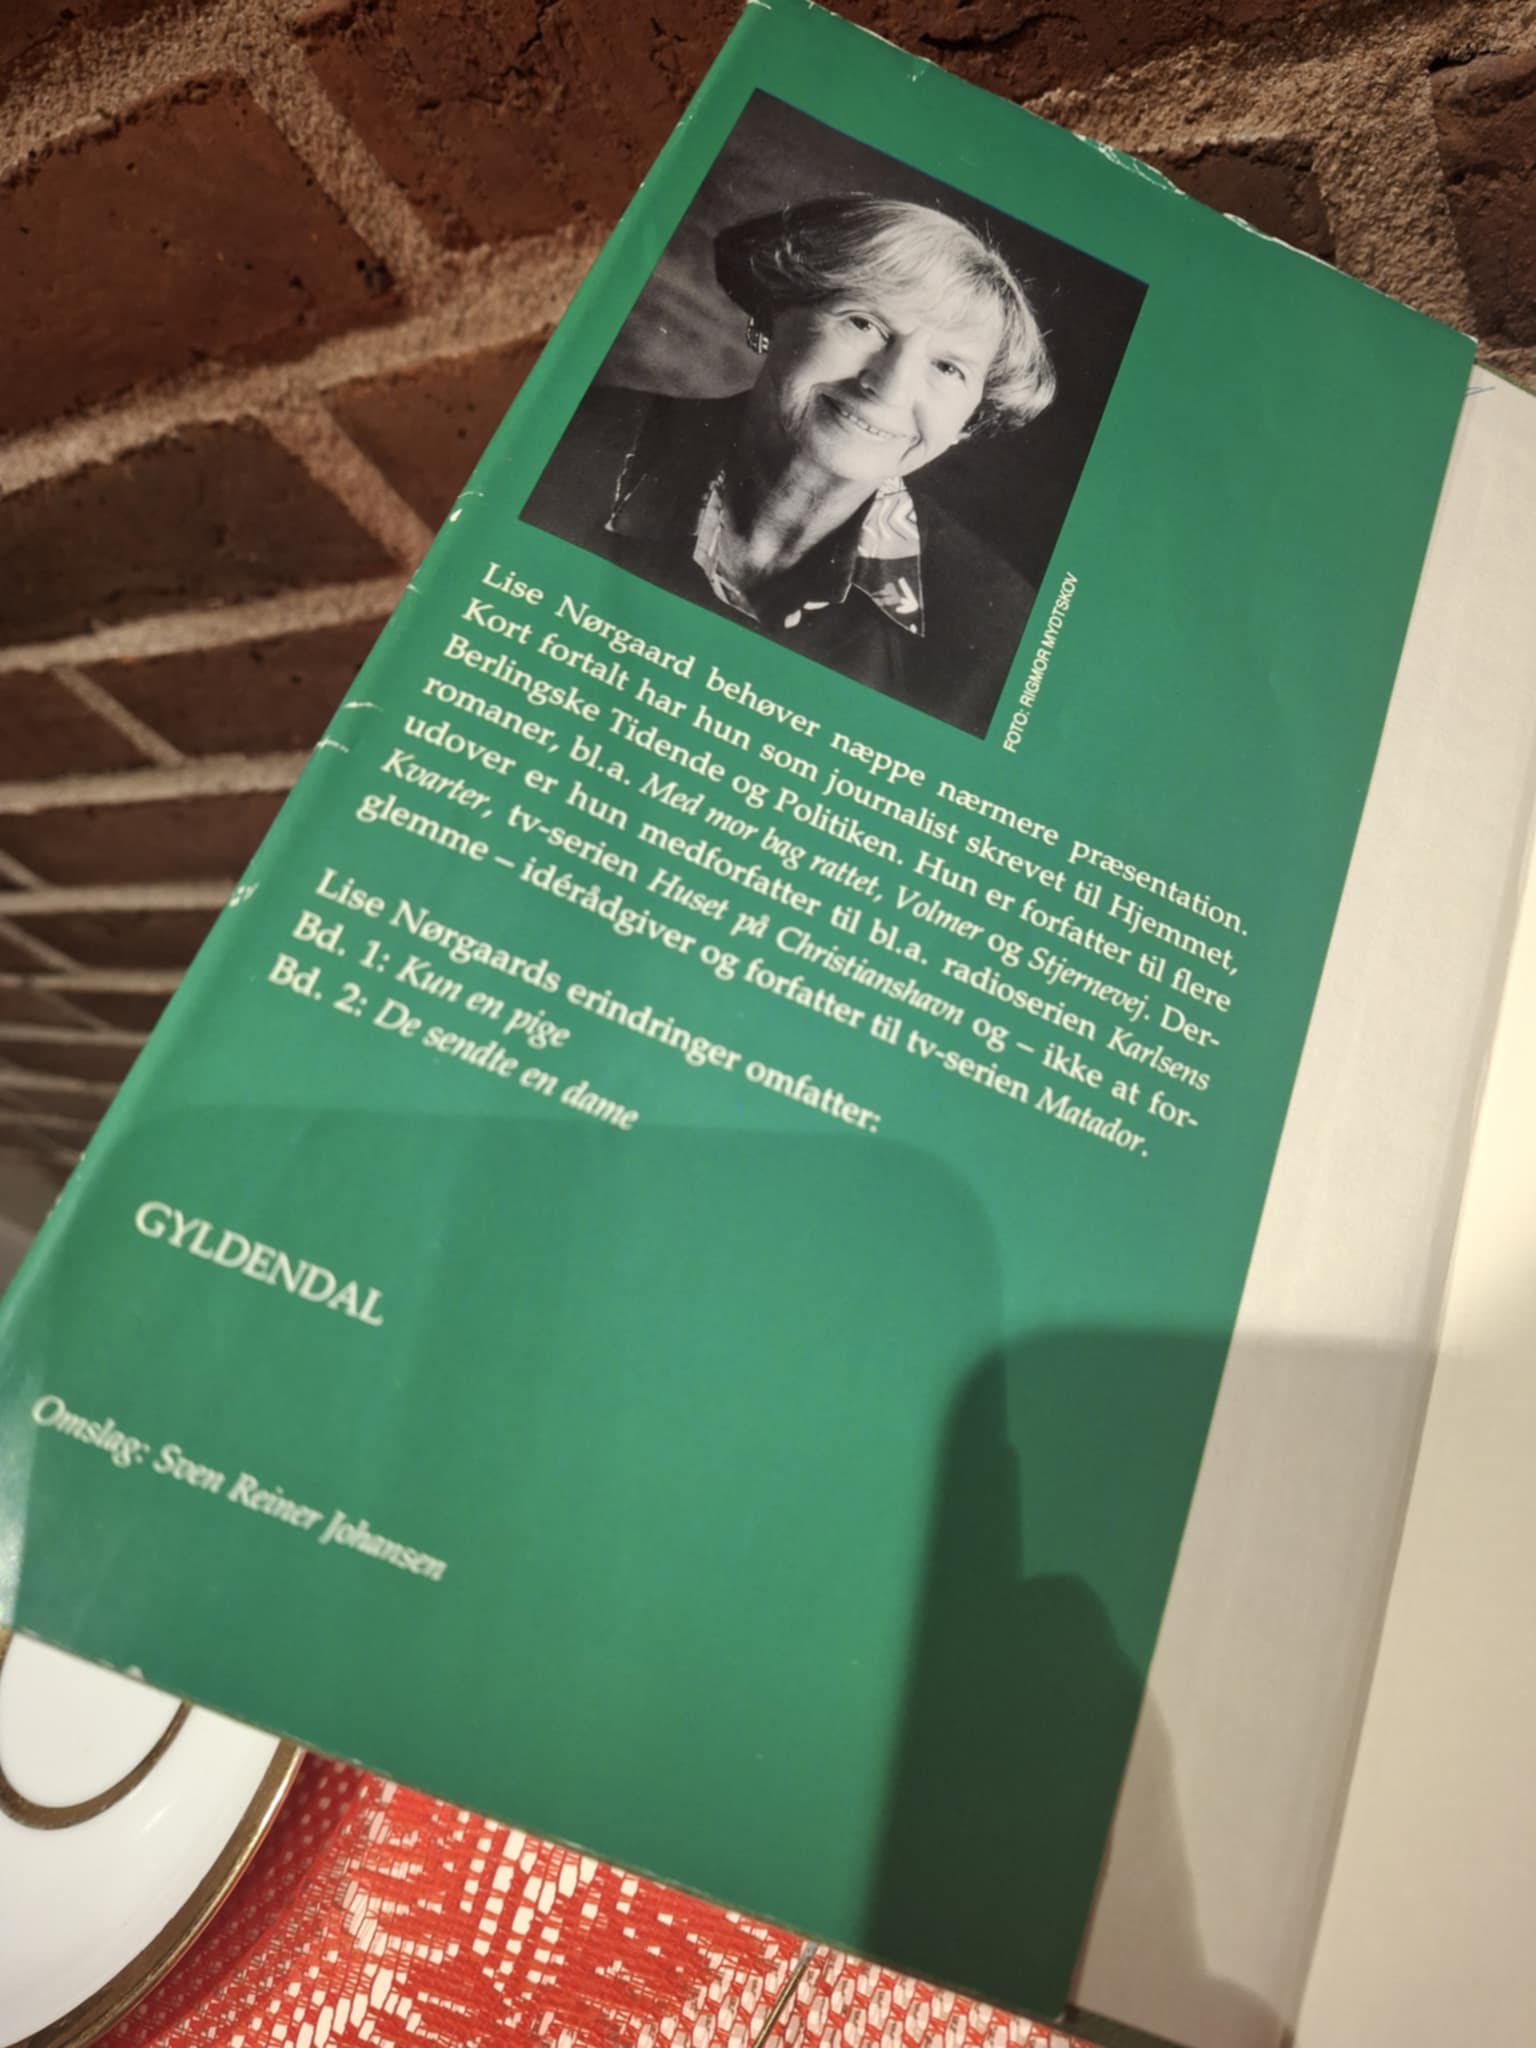 FOTO: RIGMOR MYDTSKOV
Lise Nørgaard behøver næppe nærmere præsentation.
Kort fortalt har hun som journalist skrevet til Hjemmet,
Berlingske Tidende og Politiken. Hun er forfatter til flere
romaner, bl.a. Med mor bag rattet, Volmer og Stjernevej. Der-
udover er hun medforfatter til bl.a. radioserien Karlsens
Kvarter, tv-serien Huset på Christianshavn og – ikke at for-
glemme – idérådgiver og forfatter til tv-serien Matador.
Lise Nørgaards erindringer omfatter:
Bd. 1: Kun en pige
Bd. 2: De sendte en dame
GYLDENDAL
Omslag: Sven Reiner Johansen